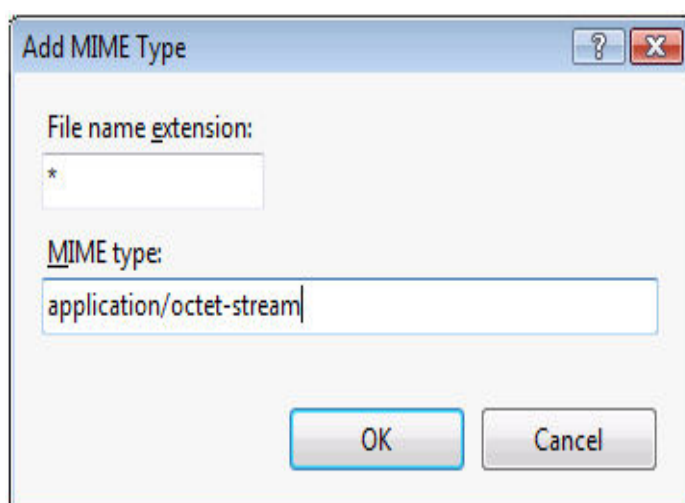 Add MIME Type
?
File name extension:
*
MIME type:
application/octet-stream
OK
Cancel